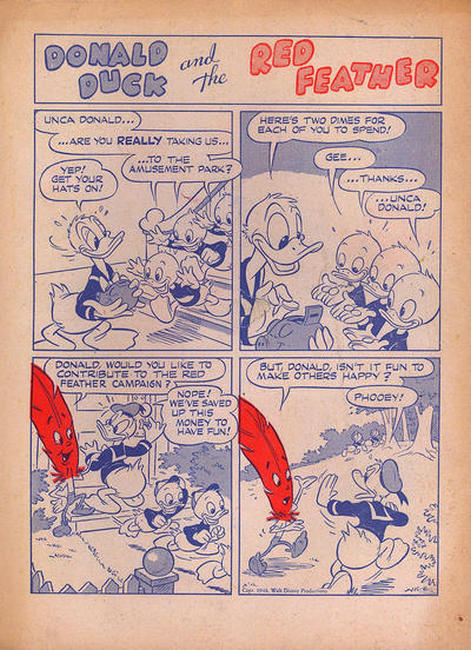 DONALD DUCK and the RED FEATHER
UNCA DONALD...
...ARE YOU REALLY TAKING US...
...TO THE
AMUSEMENT PARK?
YEP!
GET YOUR
HATS ON!
HERE'S TWO DIMES FOR
EACH OF YOU TO SPEND!
GEE...
...THANKS...
...UNCA
DONALD!
DONALD, WOULD YOU LIKE TO
CONTRIBUTE TO THE RED
FEATHER CAMPAIGN?
NOPE!
WE'VE SAVED
UP THIS
MONEY TO
HAVE FUN!
BUT, DONALD, ISN'T IT FUN TO
MAKE OTHERS HAPPY?
PHOOEY!
Walt Disney Productions